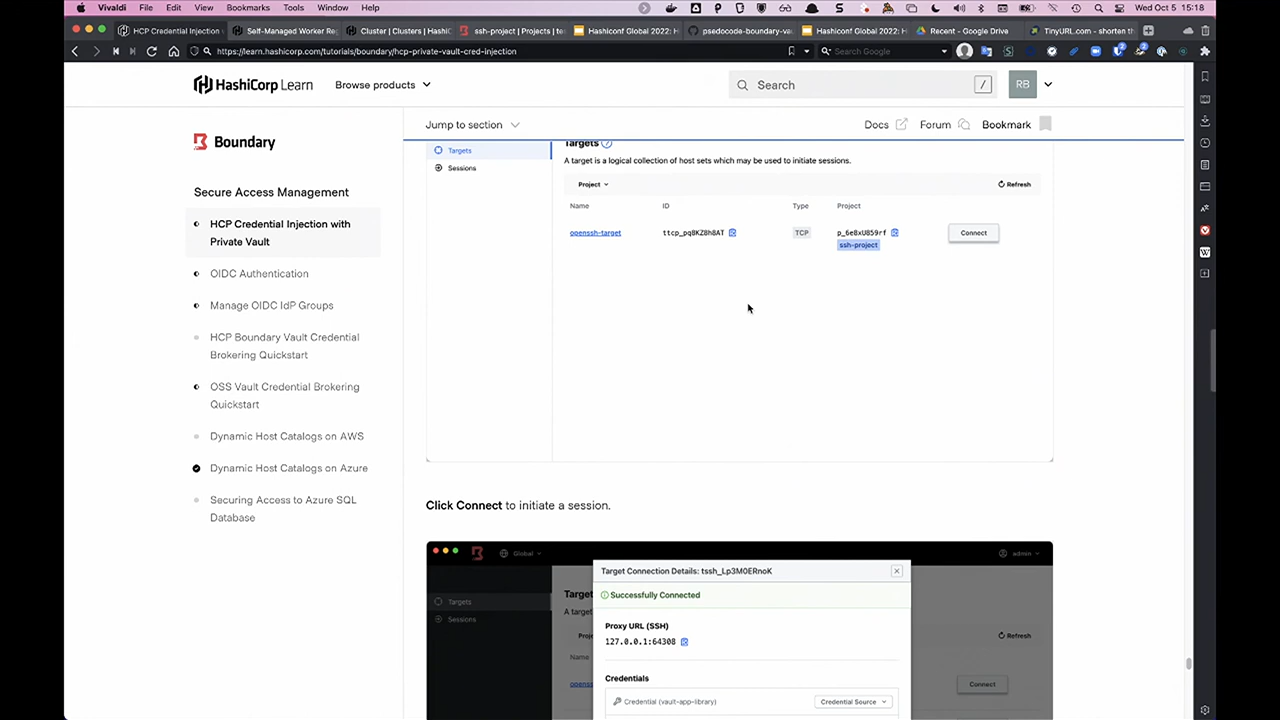 Vivaldi File Edit View Bookmarks Tools Window Help
Wed Oct 5 15:18
HCP Credential Injection
Self-Managed Worker Re
Cluster | Clusters | HashiC
ssh-project | Projects | te
Hashiconf Global 2022: H
psedocode-boundary-vau
Hashiconf Global 2022: H
Recent - Google Drive
TinyURL.com - shorten th
https://learn.hashicorp.com/tutorials/boundary/hcp-private-vault-cred-injection
Search Google
HashiCorp Learn
Browse products
Search
/
RB
Boundary
Secure Access Management
HCP Credential Injection with
Private Vault
OIDC Authentication
Manage OIDC IdP Groups
HCP Boundary Vault Credential
Brokering Quickstart
OSS Vault Credential Brokering
Quickstart
Dynamic Host Catalogs on AWS
Dynamic Host Catalogs on Azure
Securing Access to Azure SQL
Database
Jump to section
Docs
Forum
Bookmark
Targets
Sessions
Targets
A target is a logical collection of host sets which may be used to initiate sessions.
Project
Refresh
Name ID Type Project
openssh-target ttcp_pq8KZ8h8AT TCP p_6e8xU859rf Connect
ssh-project
Click Connect to initiate a session.
Global
admin
Targets
Sessions
Target
A target
Proje
Refresh
Name
openss
Connect
Target Connection Details: tssh_Lp3M0ERnoK
Successfully Connected
Proxy URL (SSH)
127.0.0.1:64308
Credentials
Credential (vault-app-library)
Credential Source